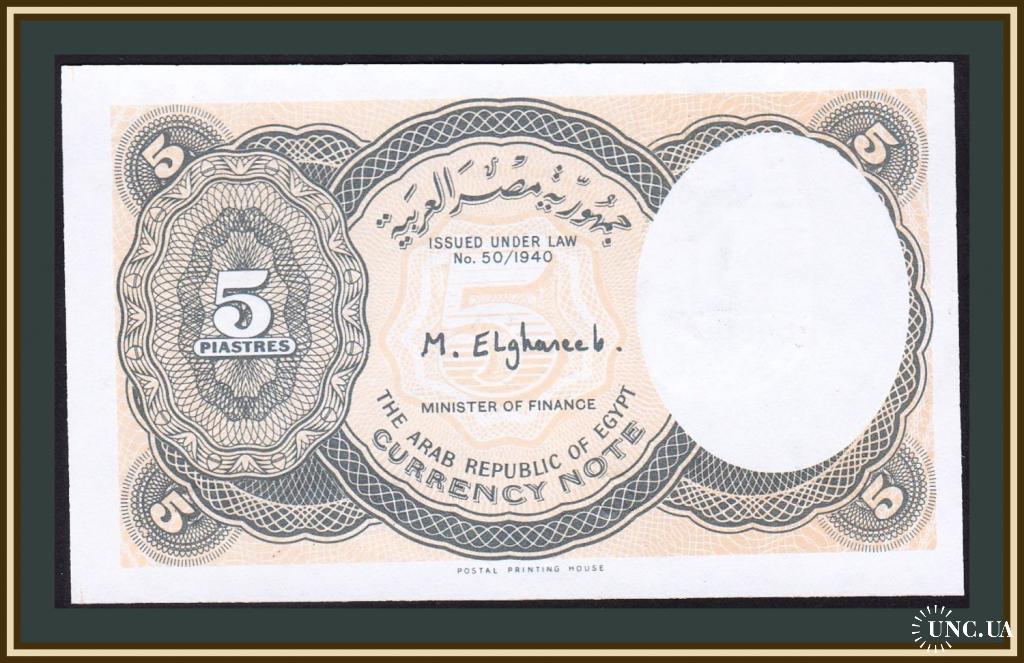 5
5
جمهورية مصر العربية
ISSUED UNDER LAW
No. 50/1940
5
PIASTRES
5
M. Elghareeb.
MINISTER OF FINANCE
THE ARAB REPUBLIC OF EGYPT
CURRENCY NOTE
5
5
POSTAL PRINTING HOUSE
UNC.UA